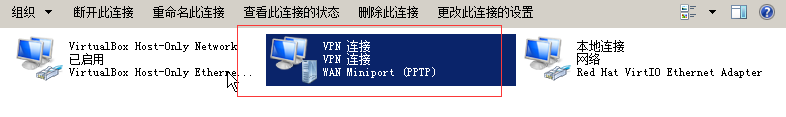 组织 断开此连接 重命名此连接 查看此连接的状态 删除此连接 更改此连接的设置
VirtualBox Host-Only Network
已启用
VirtualBox Host-Only Etherne...
VPN 连接
VPN 连接
WAN Miniport (PPTP)
本地连接
网络
Red Hat VirtIO Ethernet Adapter